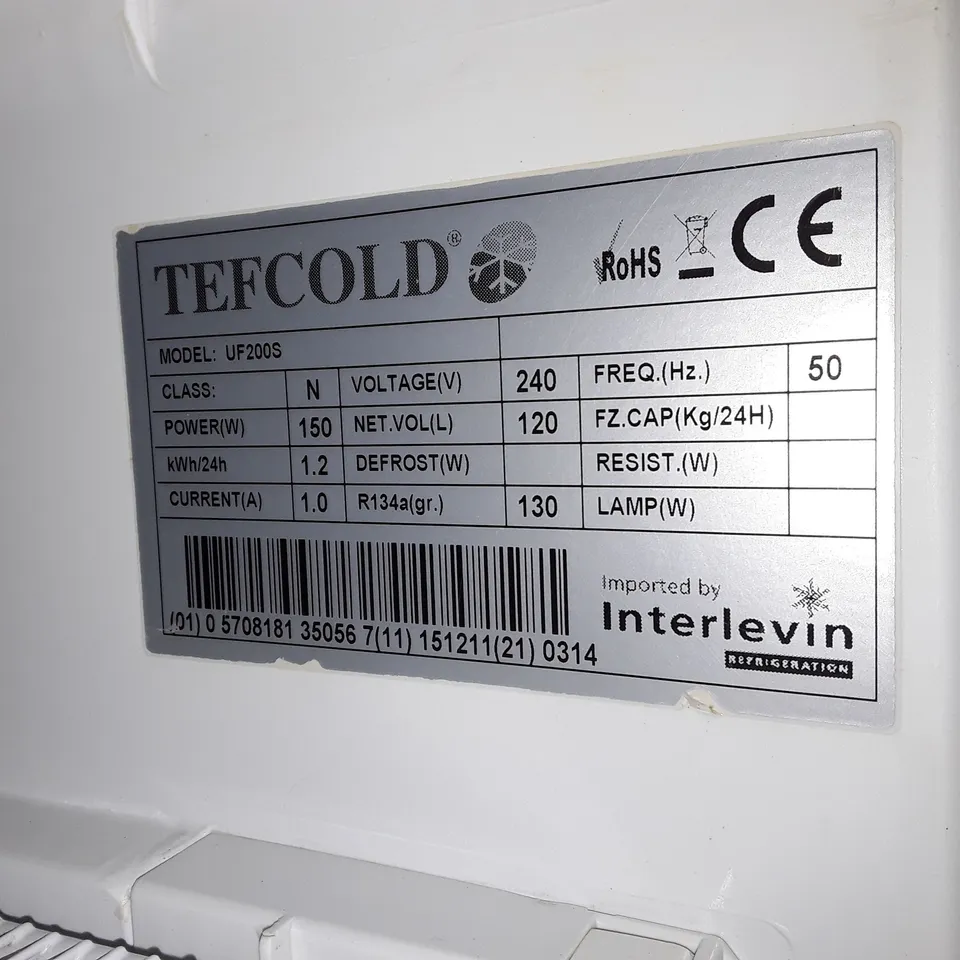 TEFCOLD®
RoHS CE
MODEL: UF200S
CLASS: N VOLTAGE(V) 240 FREQ.(Hz.) 50
POWER(W) 150 NET.VOL(L) 120 FZ.CAP(Kg/24H)
kWh/24h 1.2 DEFROST(W) RESIST.(W)
CURRENT(A) 1.0 R134a(gr.) 130 LAMP(W)
(01) 0 5708181 35056 7(11) 151211(21) 0314
Imported by
Interlevin
REFRIGERATION